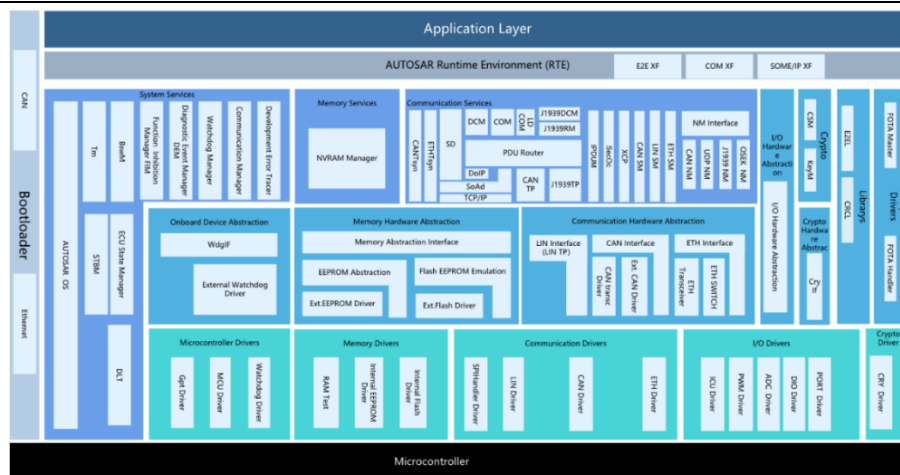 Application Layer
AUTOSAR Runtime Environment (RTE)
E2E XF
COM XF
SOME/IP XF
Bootloader
CAN
Ethernet
System Services
AUTOSAR OS
Tm
BswM
Function Inhibition
Manager FIM
Diagnostic Event Manager
DEM
Watchdog Manager
Communication Manager
Development Error Tracer
STBM
ECU State Manager
DLT
Memory Services
NVRAM Manager
Communication Services
CANTsyn
ETHTsyn
SD
DCM
COM
LD
COM
J1939DCM
J1939RM
PDU Router
DoIP
SoAd
TCP/IP
CAN
TP
J1939TP
IPDUM
SecOc
XCP
CAN SM
LIN SM
ETH SM
NM Interface
CAN NM
UDP NM
J1939 NM
OSEK NM
I/O
Hardware
Abstracti
on
I/O Hardware Abstraction
Crypto
CSM
KeyM
Crypto
Hardwa
re
Abstrac
Cry
If
Librarys
E2EL
CRCL
Drivers
FOTA Master
FOTA Handler
Onboard Device Abstraction
WdgIF
External Watchdog
Driver
Memory Hardware Abstraction
Memory Abstraction Interface
EEPROM Abstraction
Flash EEPROM Emulation
Ext.EEPROM Driver
Ext.Flash Driver
Communication Hardware Abstraction
LIN Interface
(LIN TP)
CAN Interface
ETH Interface
CAN transc
Driver
Ext. CAN Driver
ETH
Transceiver
ETH SWITCH
Microcontroller Drivers
Gpt Driver
MCU Driver
Watchdog Driver
Memory Drivers
RAM Test
Internal EEPROM
Driver
Internal Flash
Driver
Communication Drivers
SPIHandler Driver
LIN Driver
CAN Driver
ETH Driver
I/O Drivers
ICU Driver
PWM Driver
ADC Driver
DIO Driver
PORT Driver
Crypto
Driver
CRY Driver
Microcontroller